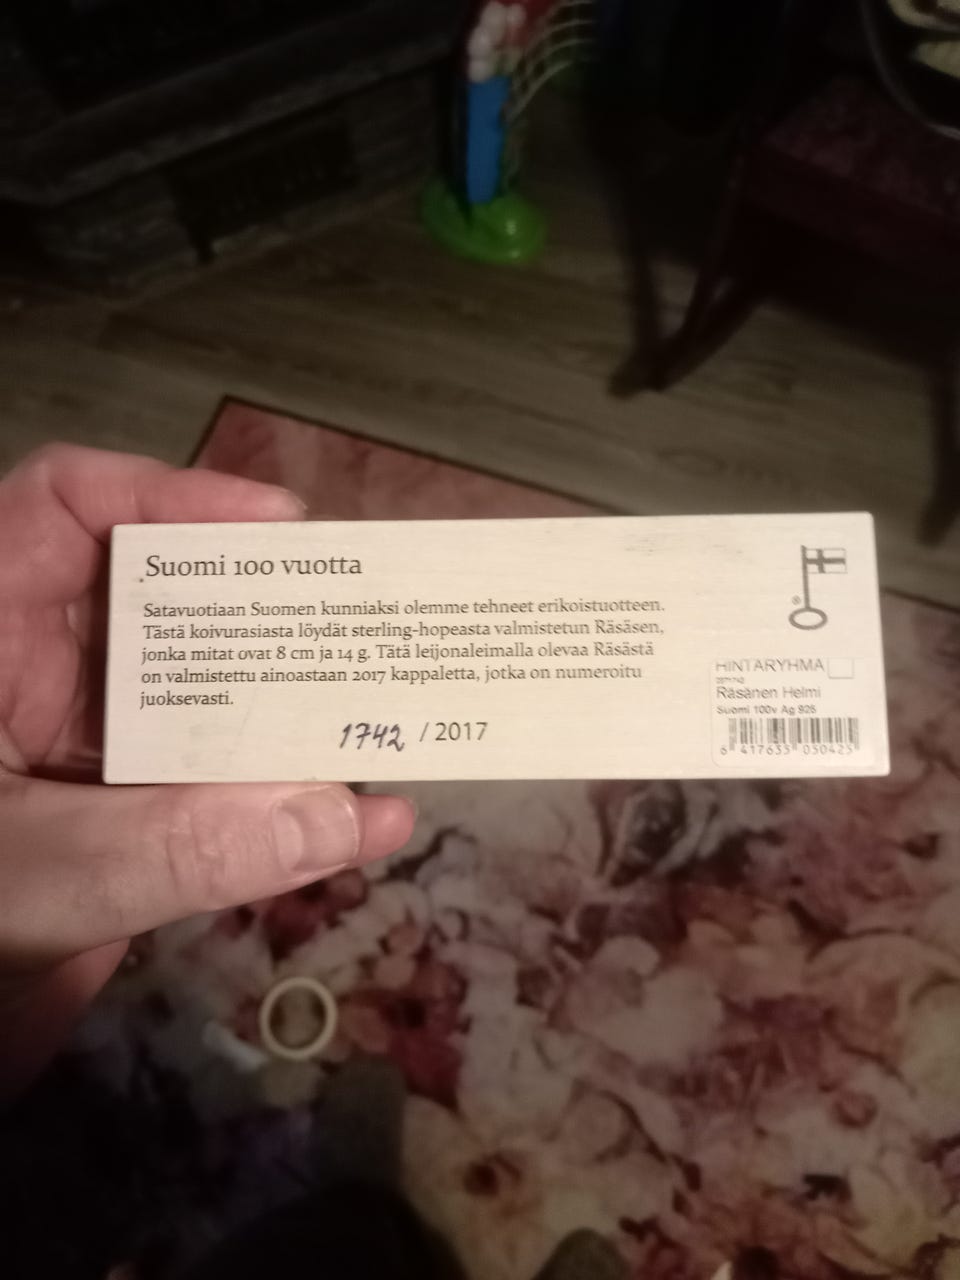 Suomi 100 vuotta
Satavuotiaan Suomen kunniaksi olemme tehneet erikoistuotteen.
Tästä koivurasiasta löydät sterling-hopeasta valmistetun Räsäsen,
jonka mitat ovat 8 cm ja 14 g. Tätä leijonaleimalla olevaa Räsästä
on valmistettu ainoastaan 2017 kappaletta, jotka on numeroitu
juoksevasti.
1742 / 2017
®
HINTARYHMA
Räsänen Helmi
Suomi 100v Ag 925
6 417635 050425